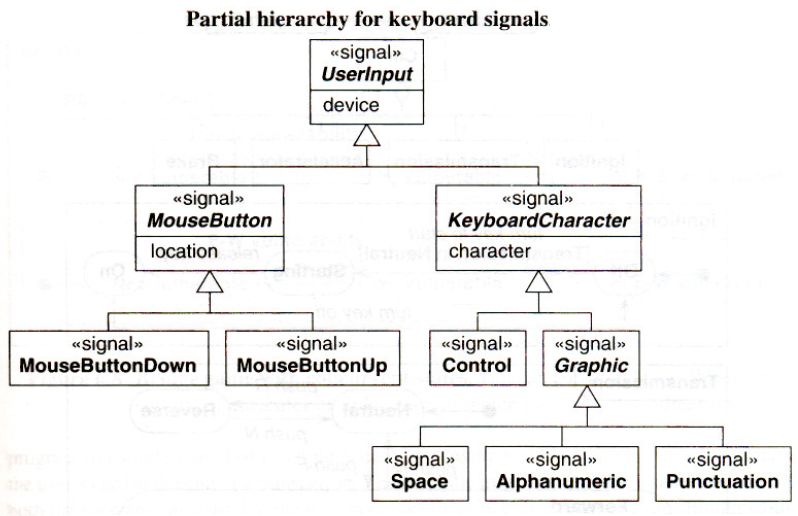 Partial hierarchy for keyboard signals
«signal»
UserInput
device
«signal»
MouseButton
location
«signal»
KeyboardCharacter
character
«signal»
MouseButtonDown
«signal»
MouseButtonUp
«signal»
Control
«signal»
Graphic
«signal»
Space
«signal»
Alphanumeric
«signal»
Punctuation